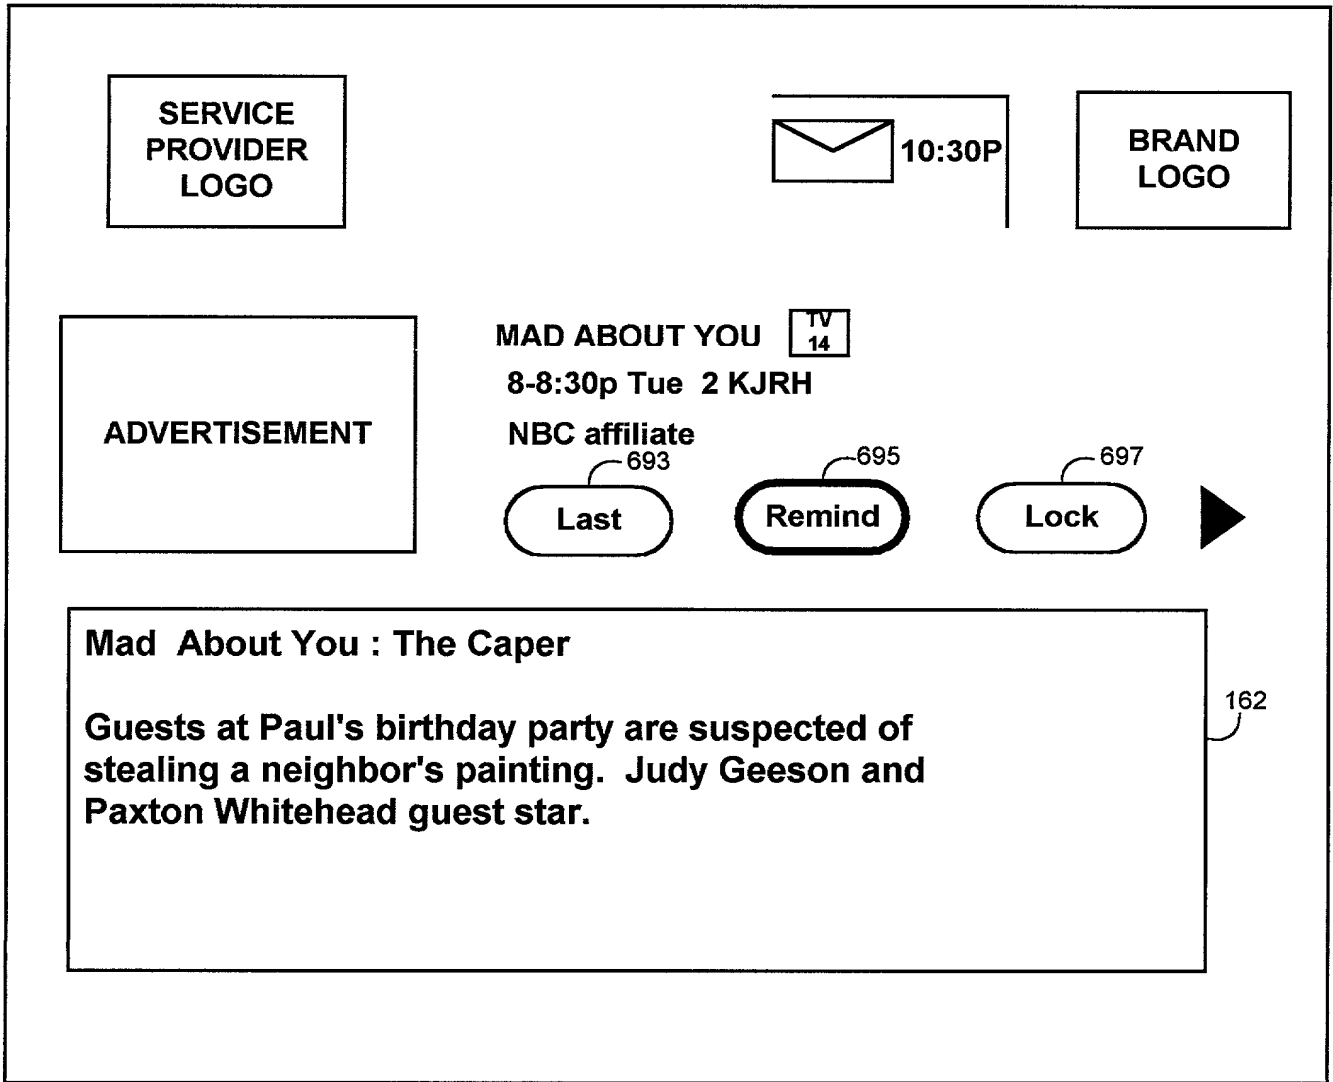 SERVICE
PROVIDER
LOGO
10:30P
BRAND
LOGO
ADVERTISEMENT
MAD ABOUT YOU
TV
14
8-8:30p Tue  2 KJRH
NBC affiliate
693
695
697
Last
Remind
Lock
Mad  About You : The Caper
162
Guests at Paul's birthday party are suspected of
stealing a neighbor's painting.  Judy Geeson and
Paxton Whitehead guest star.